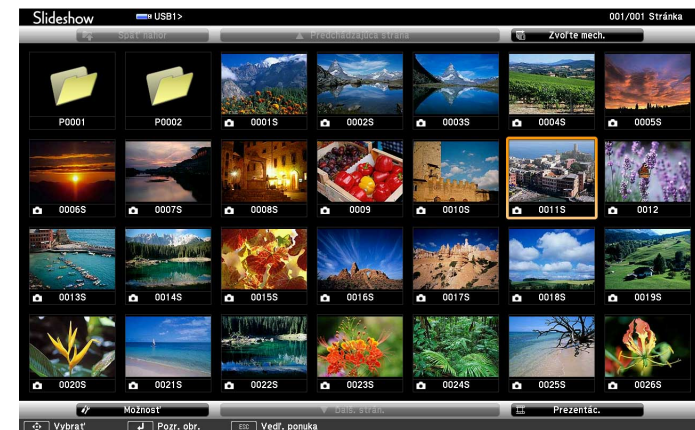 Slideshow USB1> 001/001 Stránka
Späť nahor Predchádzajúca strana Zvoľte mech.
P0001 P0002 0001S 0002S 0003S 0004S 0005S
0006S 0007S 0008S 0009 0010S 0011S 0012
0013S 0014S 0015S 0016S 0017S 0018S 0019S
0020S 0021S 0022S 0023S 0024S 0025S 0026S
Možnosť Ďalš. strán. Prezentác.
Vybrať Pozr. obr. ESC Vedľ. ponuka